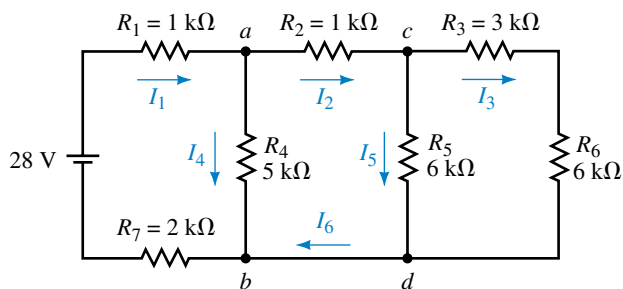 R1 = 1 kΩ
a
R2 = 1 kΩ
c
R3 = 3 kΩ
I1
I2
I3
28 V
I4
R4
5 kΩ
I5
R5
6 kΩ
R6
6 kΩ
R7 = 2 kΩ
I6
b
d